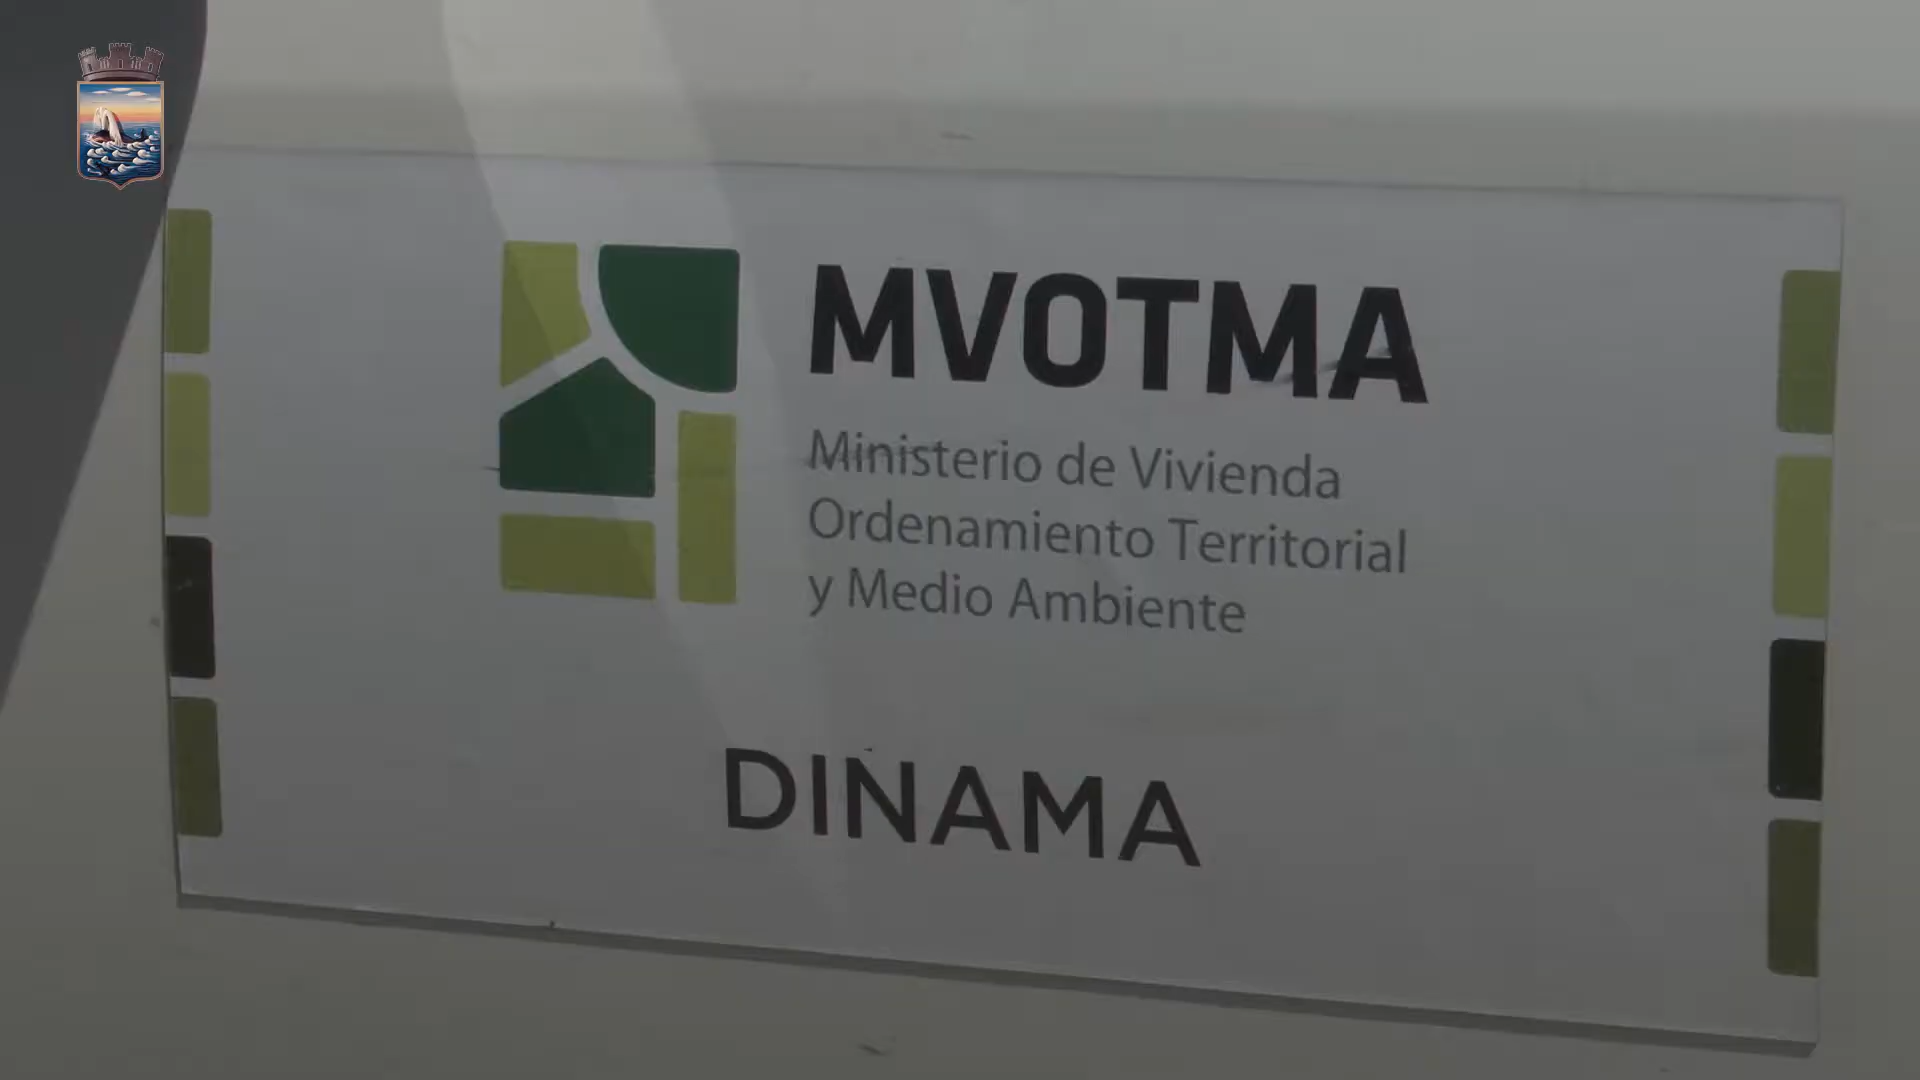 MVOTMA
Ministerio de Vivienda
Ordenamiento Territorial
y Medio Ambiente
DINAMA